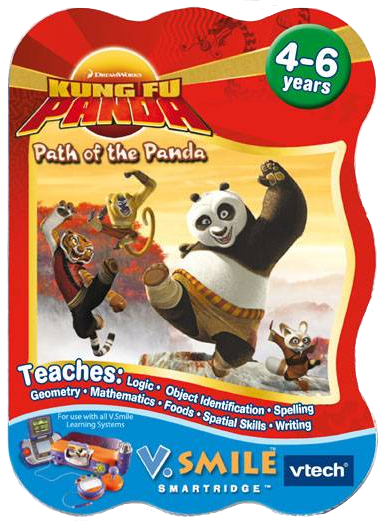 DREAMWORKS
KUNG FU
PANDA
Path of the Panda
4-6
years
Teaches: Logic • Object Identification • Spelling
Geometry • Mathematics • Foods • Spatial Skills • Writing
For use with all V.Smile
Learning Systems
V.SMILE™
SMARTRIDGE™
vtech®